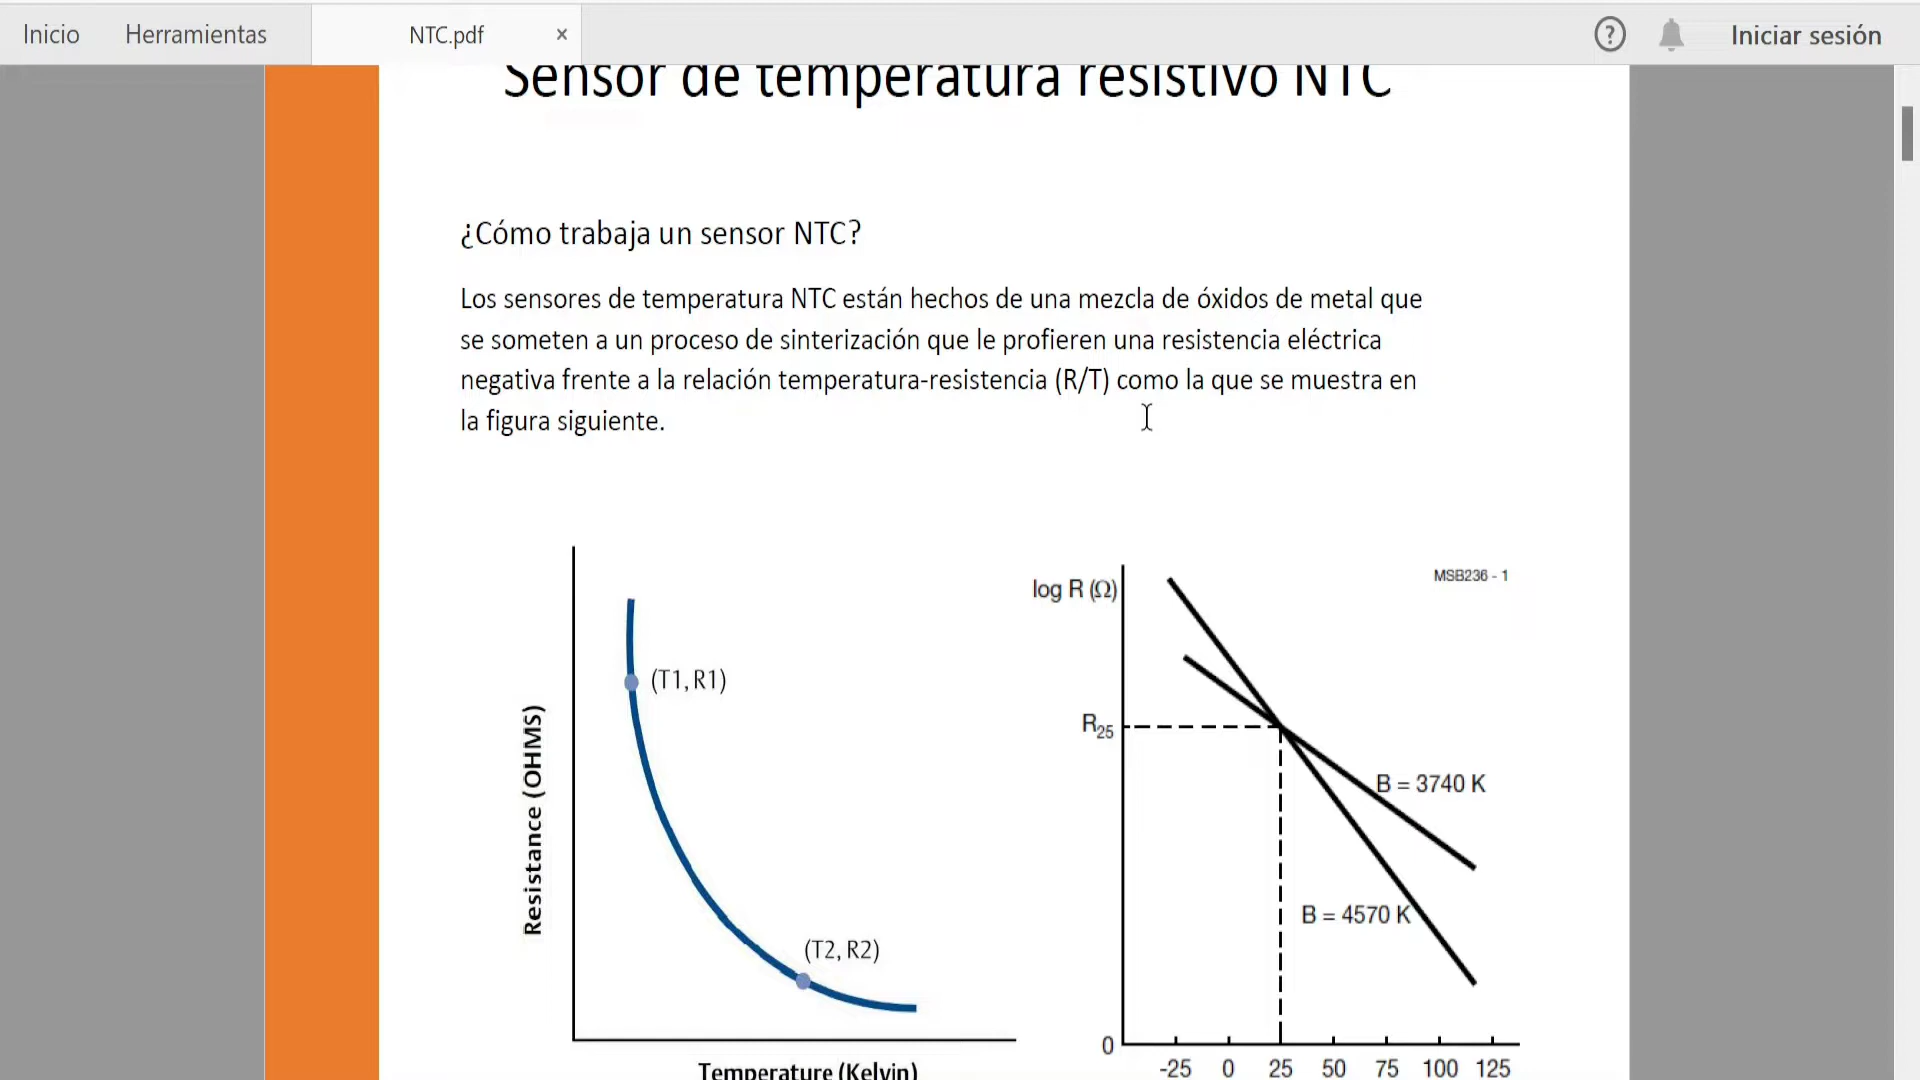 Inicio Herramientas NTC.pdf × ? Iniciar sesión
Sensor de temperatura resistivo NTC
¿Cómo trabaja un sensor NTC?
Los sensores de temperatura NTC están hechos de una mezcla de óxidos de metal que
se someten a un proceso de sinterización que le profieren una resistencia eléctrica
negativa frente a la relación temperatura-resistencia (R/T) como la que se muestra en
la figura siguiente.
Resistance (OHMS)
(T1, R1)
(T2, R2)
Temperature (Kelvin)
log R (Ω)
MSB236 - 1
R25
B = 3740 K
B = 4570 K
0
-25 0 25 50 75 100 125